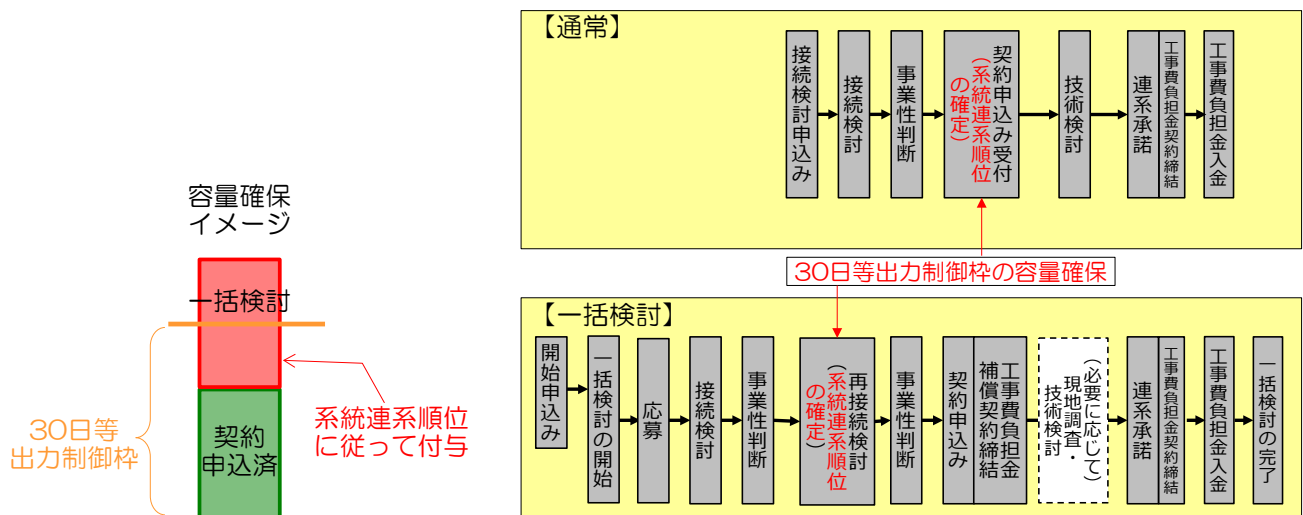 容量確保
イメージ
一括検討
契約
申込済
30日等
出力制御枠
系統連系順位
に従って付与
【通常】
接続検討申込み
接続検討
事業性判断
契約申込み受付
(系統連系順位
の確定)
技術検討
連系承諾
工事費負担金契約締結
工事費負担金入金
30日等出力制御枠の容量確保
【一括検討】
開始申込み
一括検討の開始
応募
接続検討
事業性判断
再接続検討
(系統連系順位
の確定)
事業性判断
契約申込み
工事費負担金
補償契約締結
(必要に応じて)
現地調査・
技術検討
連系承諾
工事費負担金契約締結
工事費負担金入金
一括検討の完了